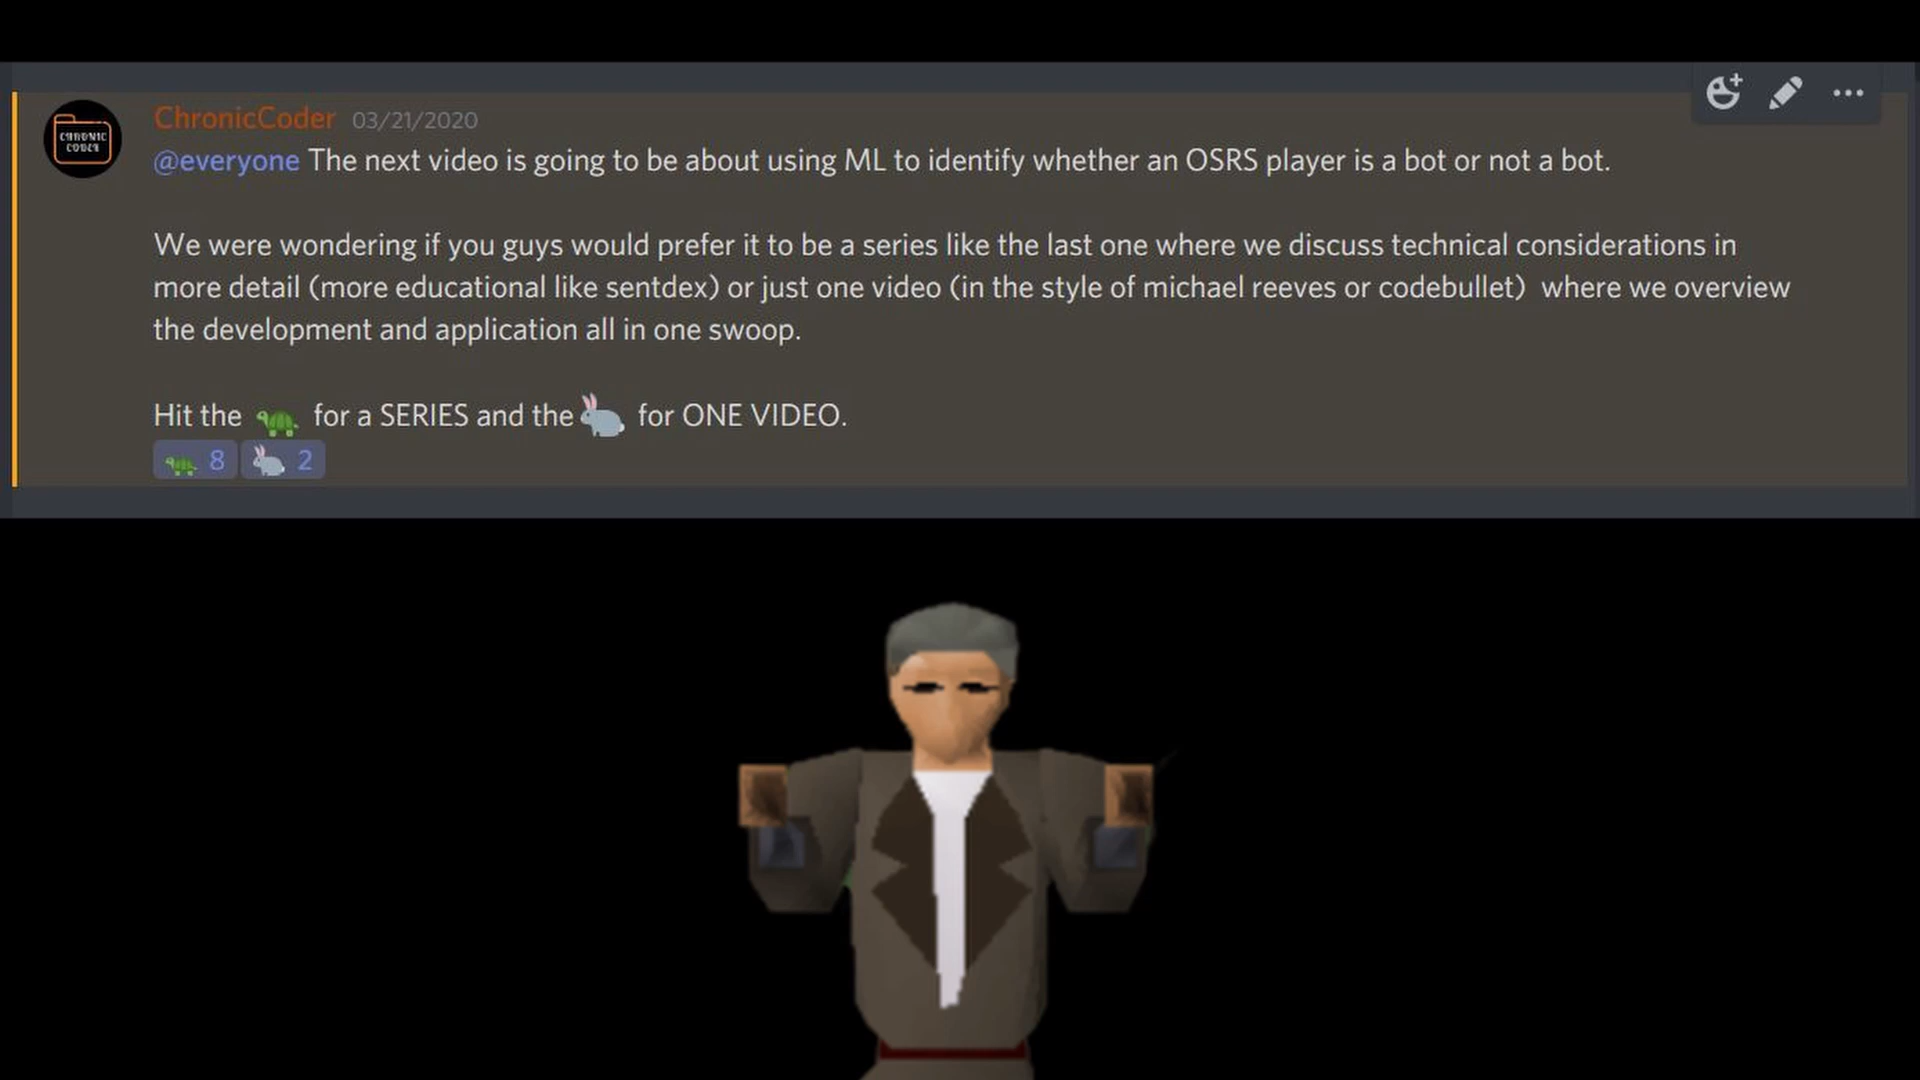 ChronicCoder 03/21/2020
CHRONIC
CODER
@everyone The next video is going to be about using ML to identify whether an OSRS player is a bot or not a bot.
We were wondering if you guys would prefer it to be a series like the last one where we discuss technical considerations in
more detail (more educational like sentdex) or just one video (in the style of michael reeves or codebullet) where we overview
the development and application all in one swoop.
Hit the 🐢 for a SERIES and the 🐇 for ONE VIDEO.
🐢 8 🐇 2